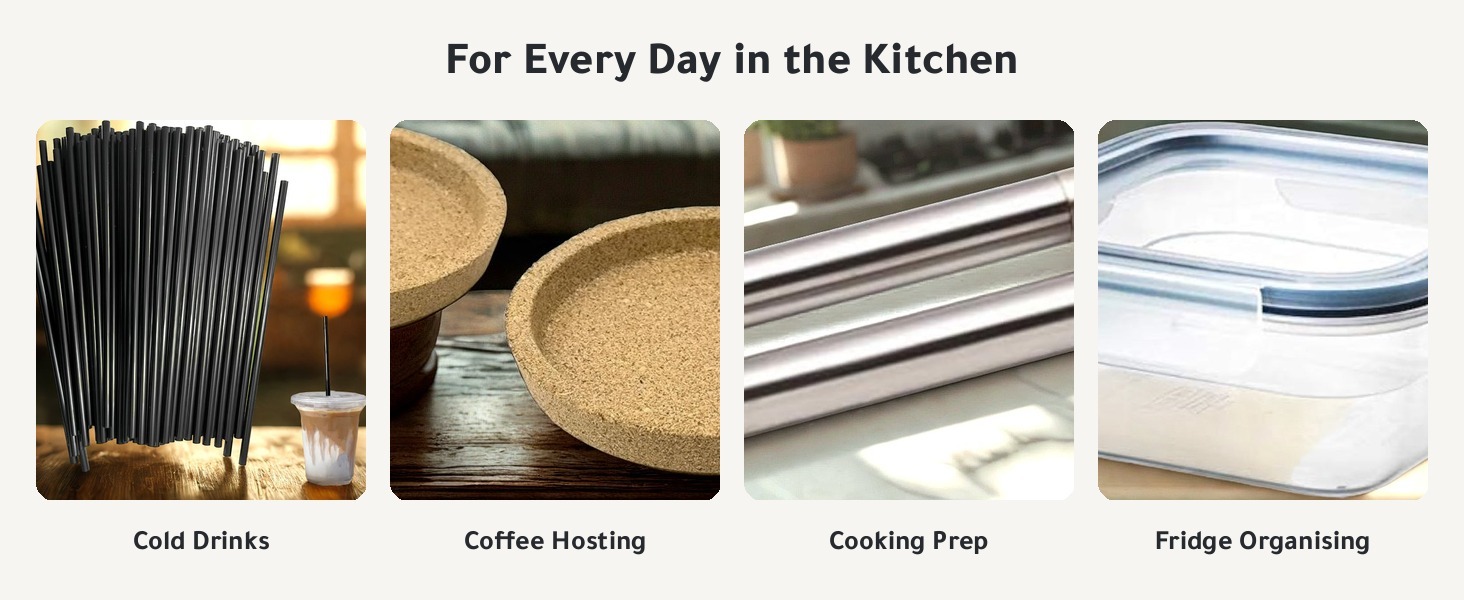 For Every Day in the Kitchen
Cold Drinks
Coffee Hosting
Cooking Prep
Fridge Organising